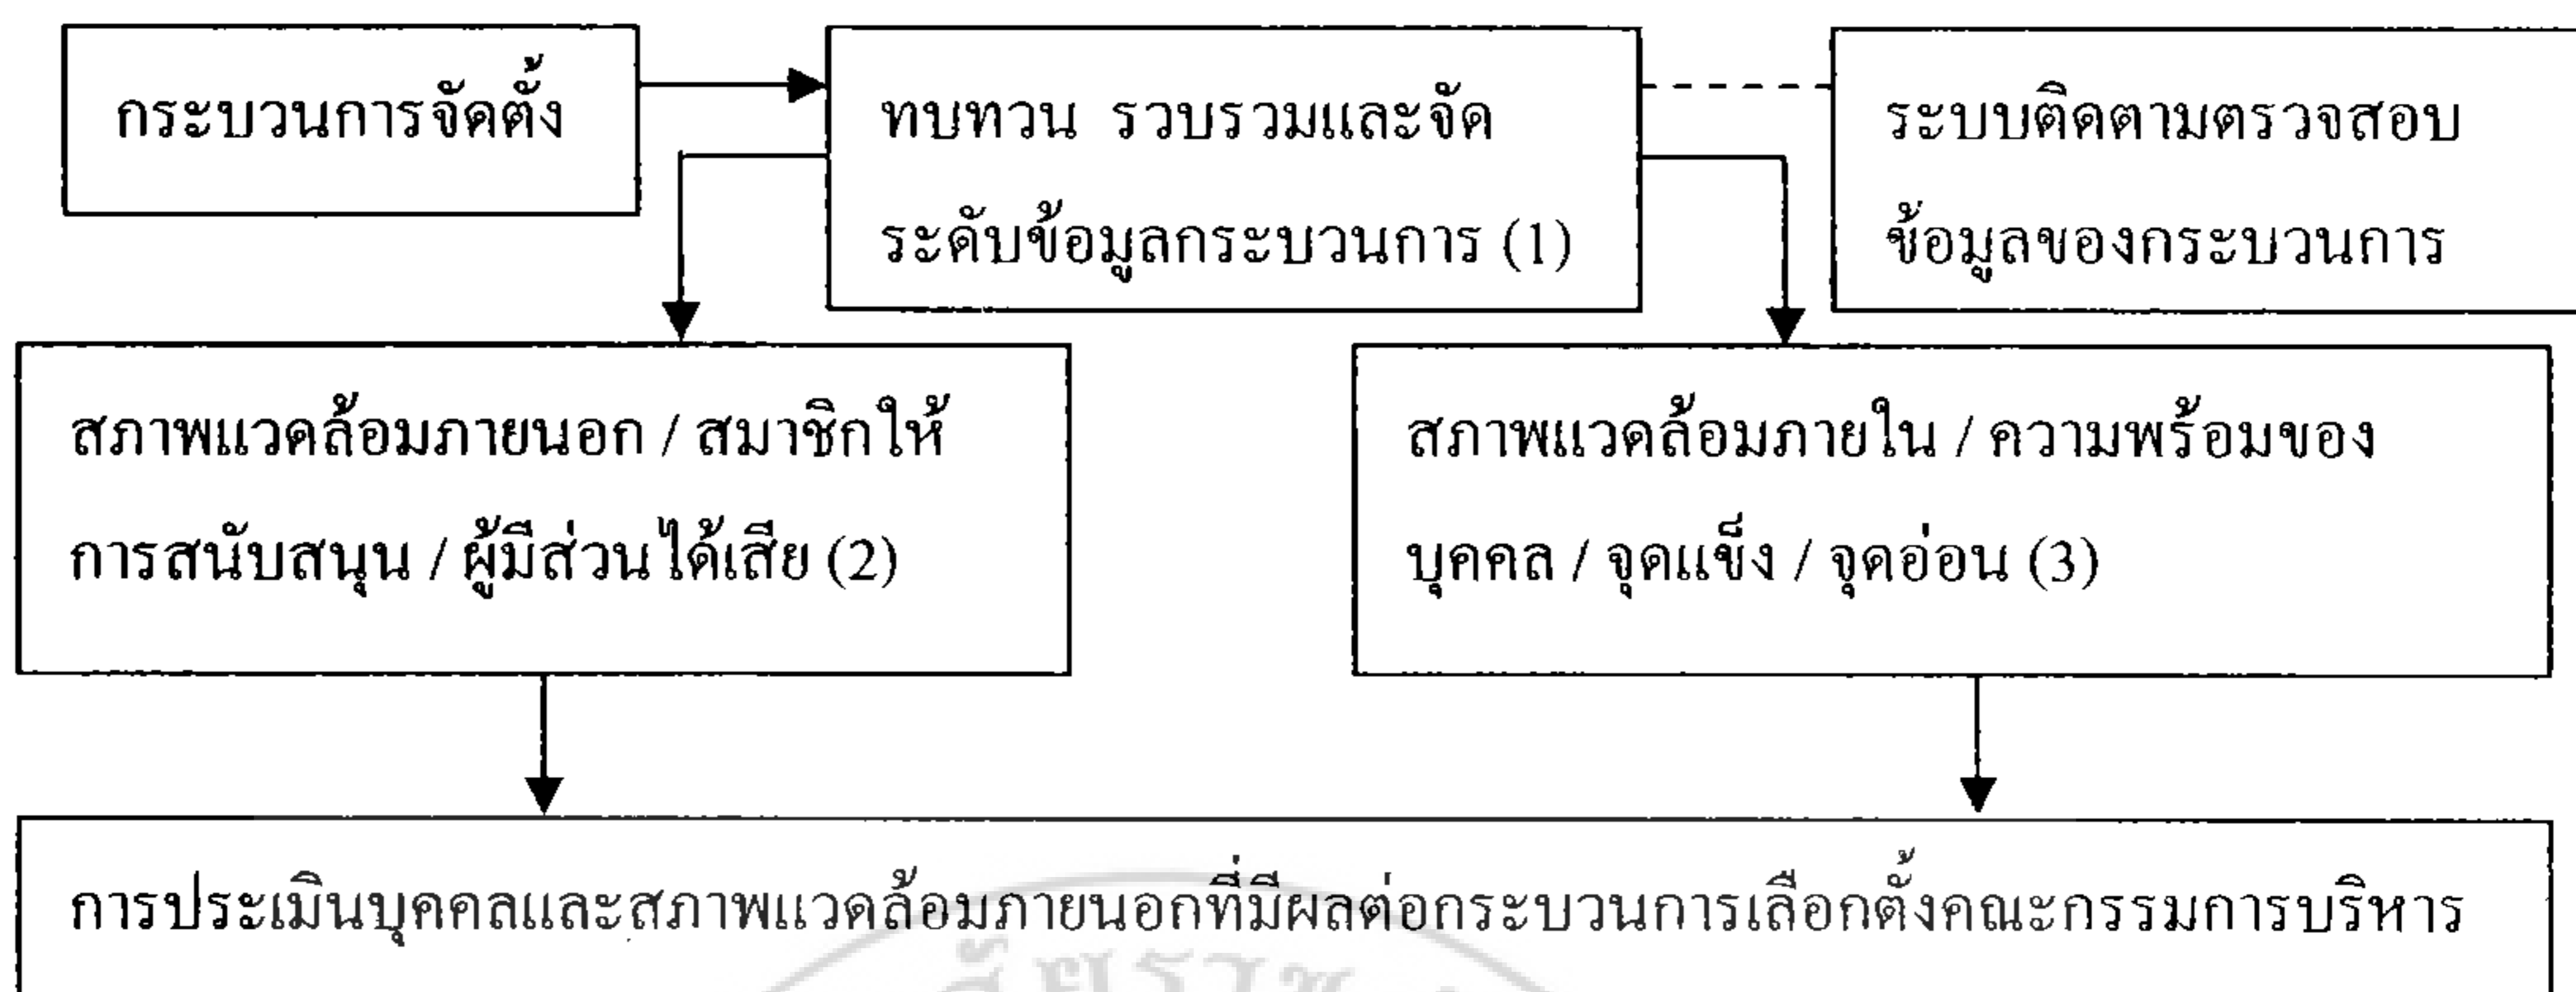 กระบวนการจัดตั้ง
ทบทวน รวบรวมและจัด
ระดับข้อมูลกระบวนการ (1)
ระบบติดตามตรวจสอบ
ข้อมูลของกระบวนการ
สภาพแวดล้อมภายนอก / สมาชิกให้
การสนับสนุน / ผู้มีส่วนได้เสีย (2)
สภาพแวดล้อมภายใน / ความพร้อมของ
บุคคล / จุดแข็ง / จุดอ่อน (3)
การประเมินบุคคลและสภาพแวดล้อมภายนอกที่มีผลต่อกระบวนการเลือกตั้งคณะกรรมการบริหาร